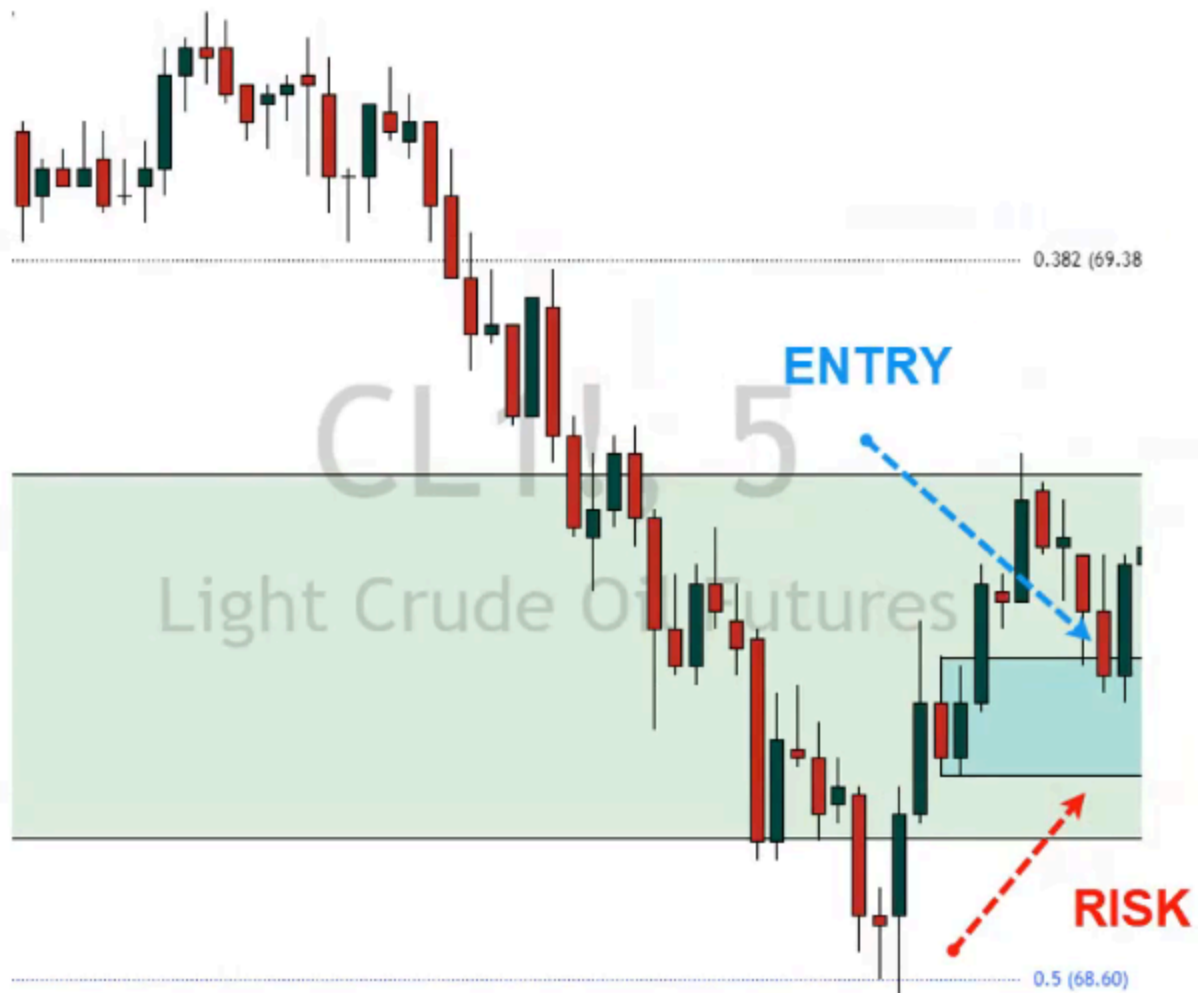 0.382 (69.38
ENTRY
CL1!, 5
Light Crude Oil Futures
RISK
0.5 (68.60)